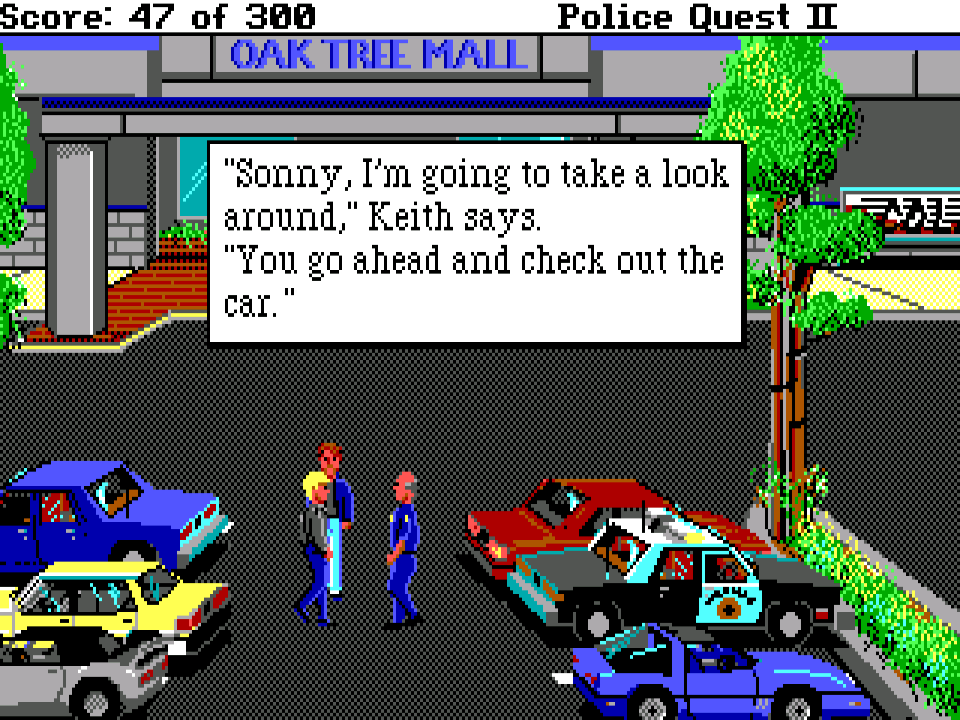 Score: 47 of 300 Police Quest II
OAK TREE MALL
"Sonny, I'm going to take a look
around," Keith says.
"You go ahead and check out the
car."